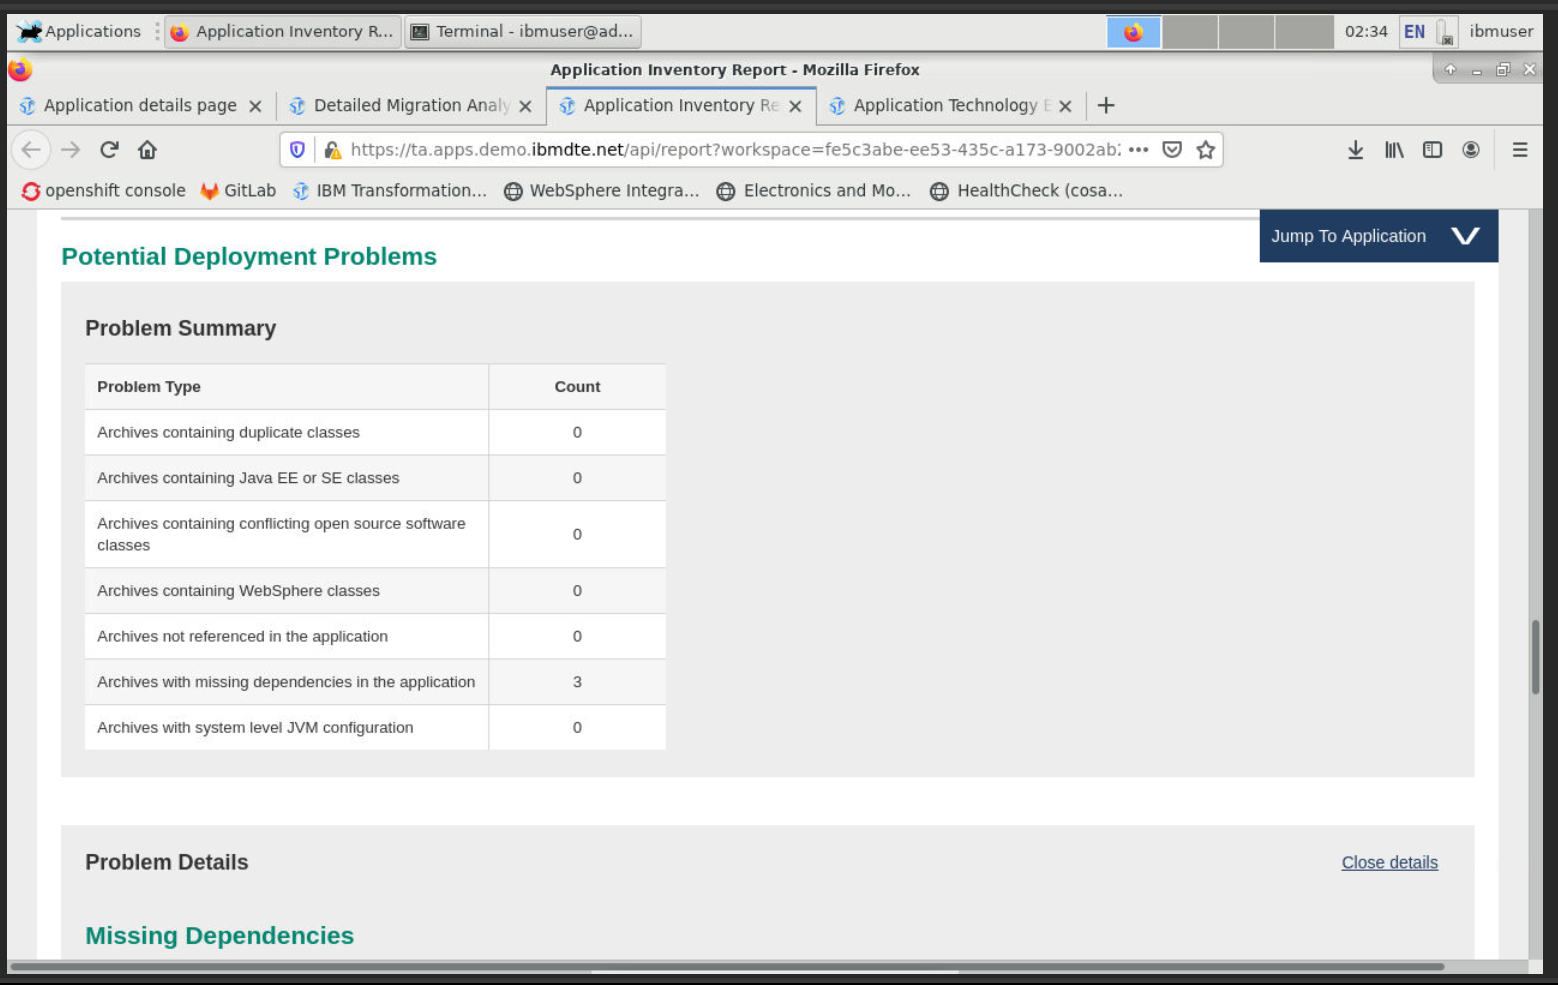 Applications
Application Inventory R...
Terminal - ibmuser@ad...
02:34
EN
ibmuser
Application Inventory Report - Mozilla Firefox
Application details page
Detailed Migration Analy
Application Inventory Re
Application Technology E
https://ta.apps.demo.ibmdte.net/api/report?workspace=fe5c3abe-ee53-435c-a173-9002ab2
openshift console
GitLab
IBM Transformation...
WebSphere Integra...
Electronics and Mo...
HealthCheck (cosa...
Jump To Application
Potential Deployment Problems
Problem Summary
Problem Type Count
Archives containing duplicate classes 0
Archives containing Java EE or SE classes 0
Archives containing conflicting open source software
classes 0
Archives containing WebSphere classes 0
Archives not referenced in the application 0
Archives with missing dependencies in the application 3
Archives with system level JVM configuration 0
Problem Details
Close details
Missing Dependencies